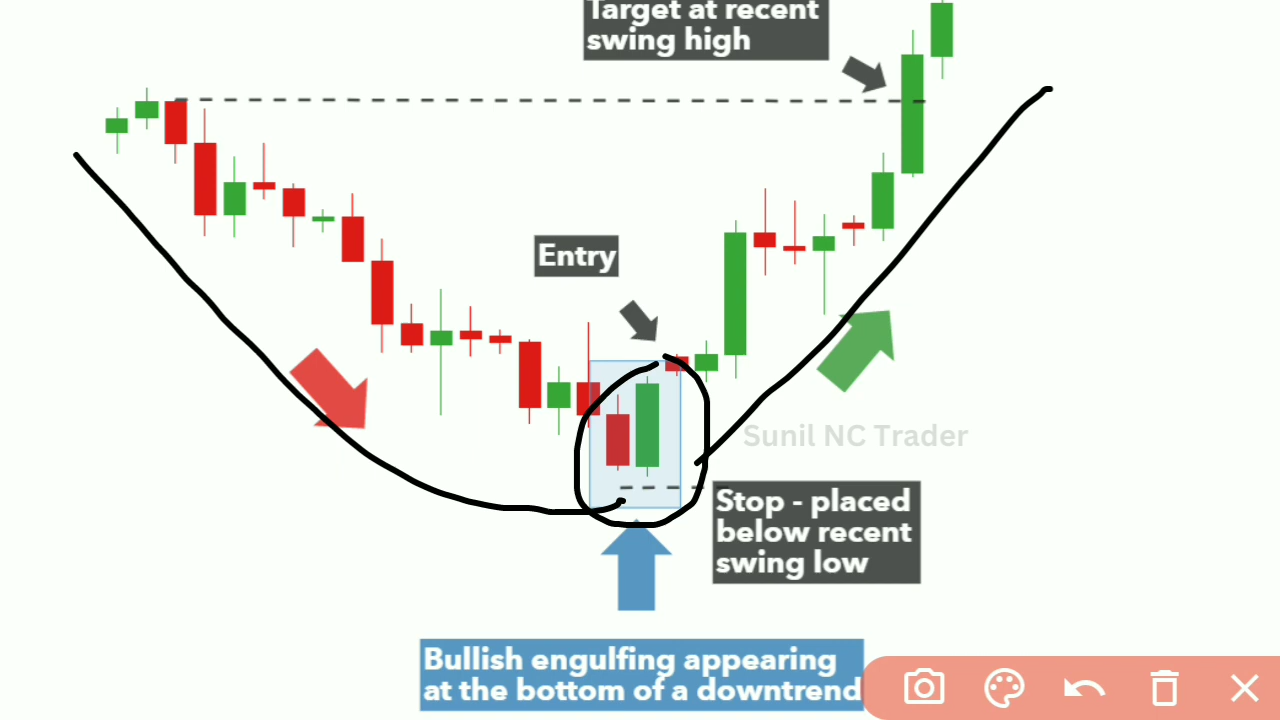 Target at recent
swing high
Entry
Sunil NC Trader
Stop - placed
below recent
swing low
Bullish engulfing appearing
at the bottom of a downtrend